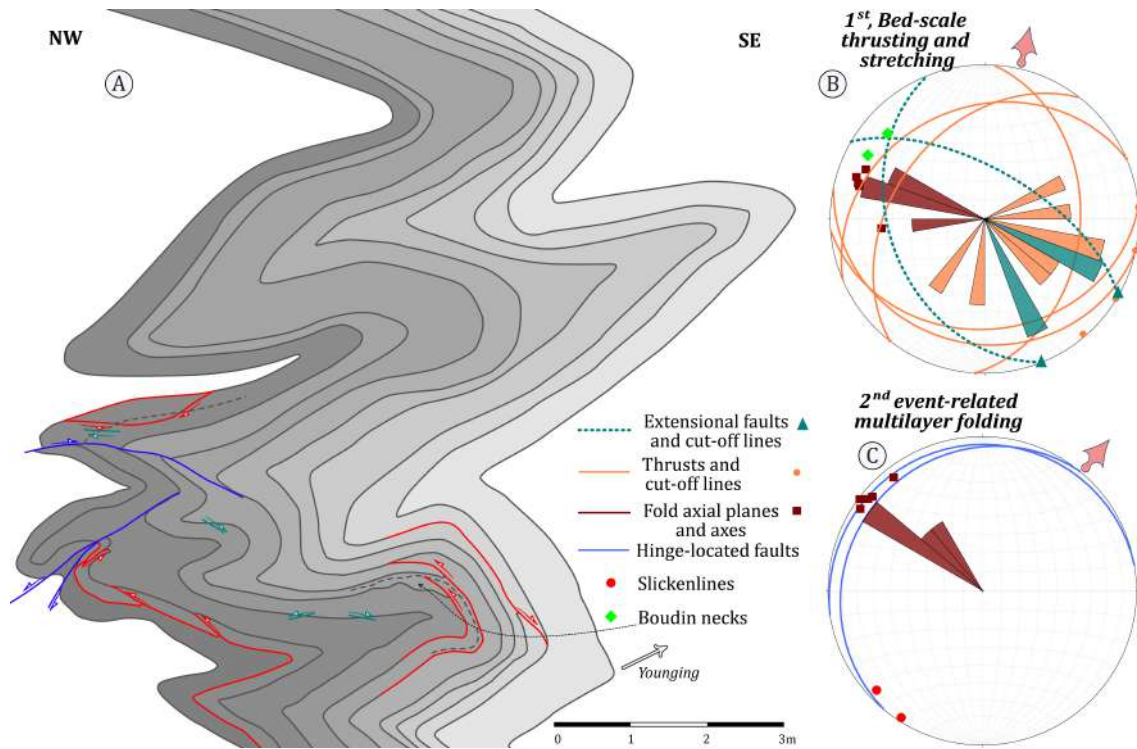 NW
SE
A
1st, Bed-scale
thrusting and
stretching
B
2nd event-related
multilayer folding
C
Extensional faults
and cut-off lines
Thrusts and
cut-off lines
Fold axial planes
and axes
Hinge-located faults
Slickenlines
Boudin necks
Younging
0 1 2 3m